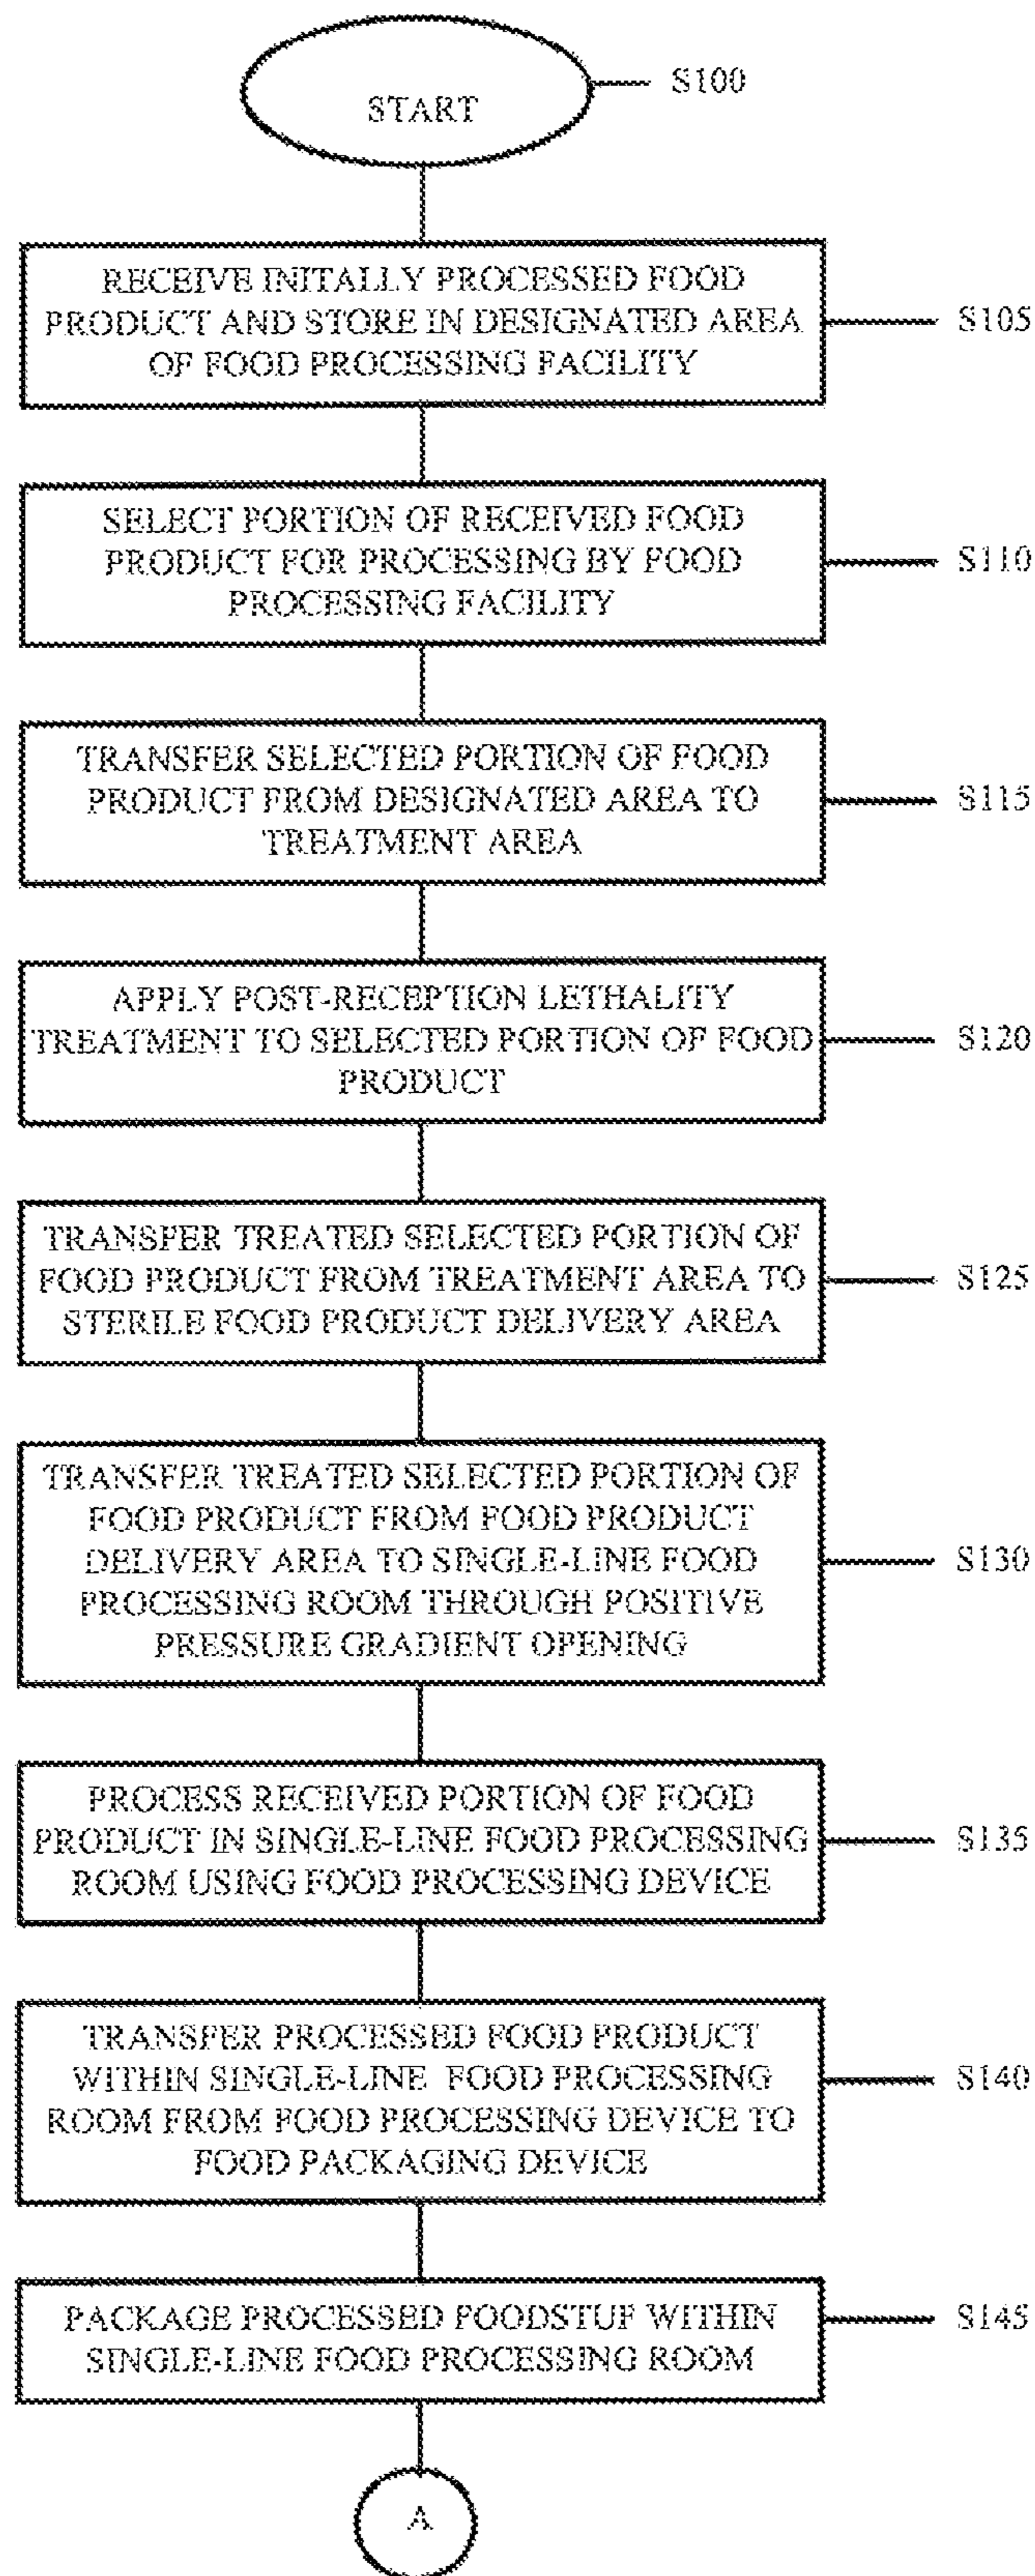 START
S100
RECEIVE INITALLY PROCESSED FOOD
PRODUCT AND STORE IN DESIGNATED AREA
OF FOOD PROCESSING FACILITY
S105
SELECT PORTION OF RECEIVED FOOD
PRODUCT FOR PROCESSING BY FOOD
PROCESSING FACILITY
S110
TRANSFER SELECTED PORTION OF FOOD
PRODUCT FROM DESIGNATED AREA TO
TREATMENT AREA
S115
APPLY POST-RECEPTION LETHALITY
TREATMENT TO SELECTED PORTION OF FOOD
PRODUCT
S120
TRANSFER TREATED SELECTED PORTION OF
FOOD PRODUCT FROM TREATMENT AREA TO
STERILE FOOD PRODUCT DELIVERY AREA
S125
TRANSFER TREATED SELECTED PORTION OF
FOOD PRODUCT FROM FOOD PRODUCT
DELIVERY AREA TO SINGLE-LINE FOOD
PROCESSING ROOM THROUGH POSITIVE
PRESSURE GRADIENT OPENING
S130
PROCESS RECEIVED PORTION OF FOOD
PRODUCT IN SINGLE-LINE FOOD PROCESSING
ROOM USING FOOD PROCESSING DEVICE
S135
TRANSFER PROCESSED FOOD PRODUCT
WITHIN SINGLE-LINE FOOD PROCESSING
ROOM FROM FOOD PROCESSING DEVICE TO
FOOD PACKAGING DEVICE
S140
PACKAGE PROCESSED FOODSTUF WITHIN
SINGLE-LINE FOOD PROCESSING ROOM
S145
A